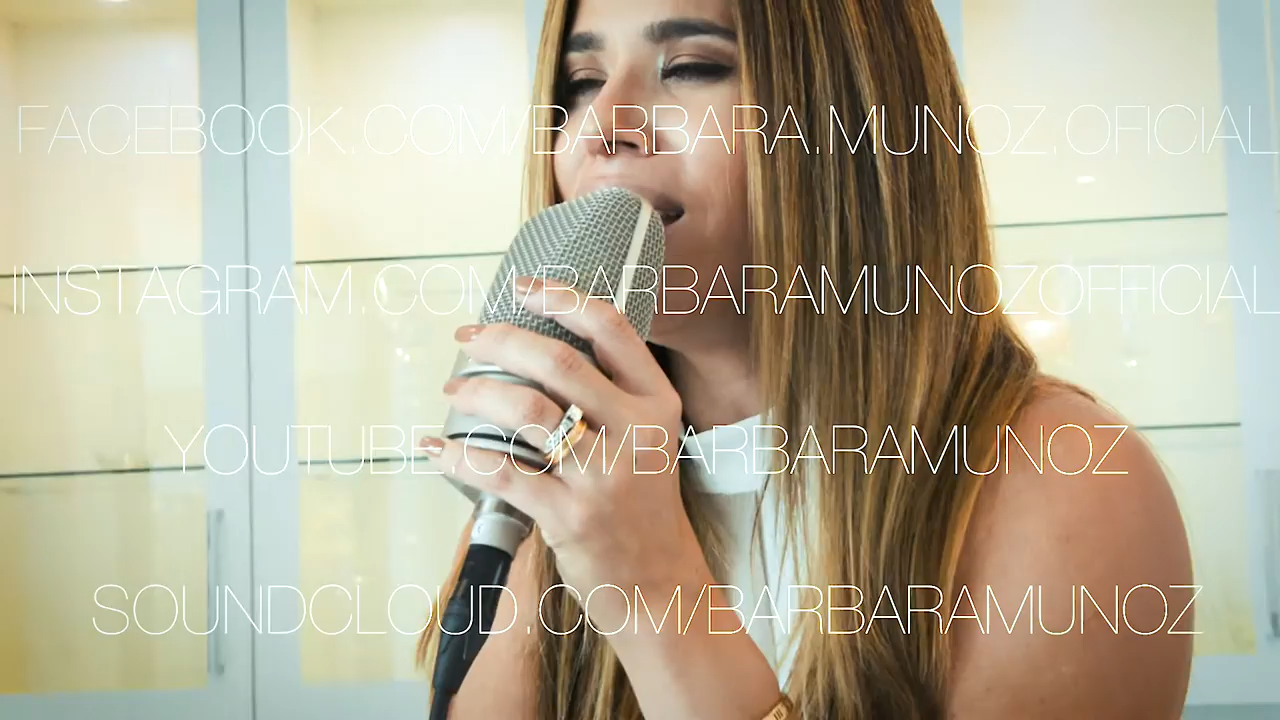 FACEBOOK.COM/BARBARA.MUNOZ.OFICIAL
INSTAGRAM.COM/BARBARAMUNOZOFFICIAL
YOUTUBE.COM/BARBARAMUNOZ
SOUNDCLOUD.COM/BARBARAMUNOZ